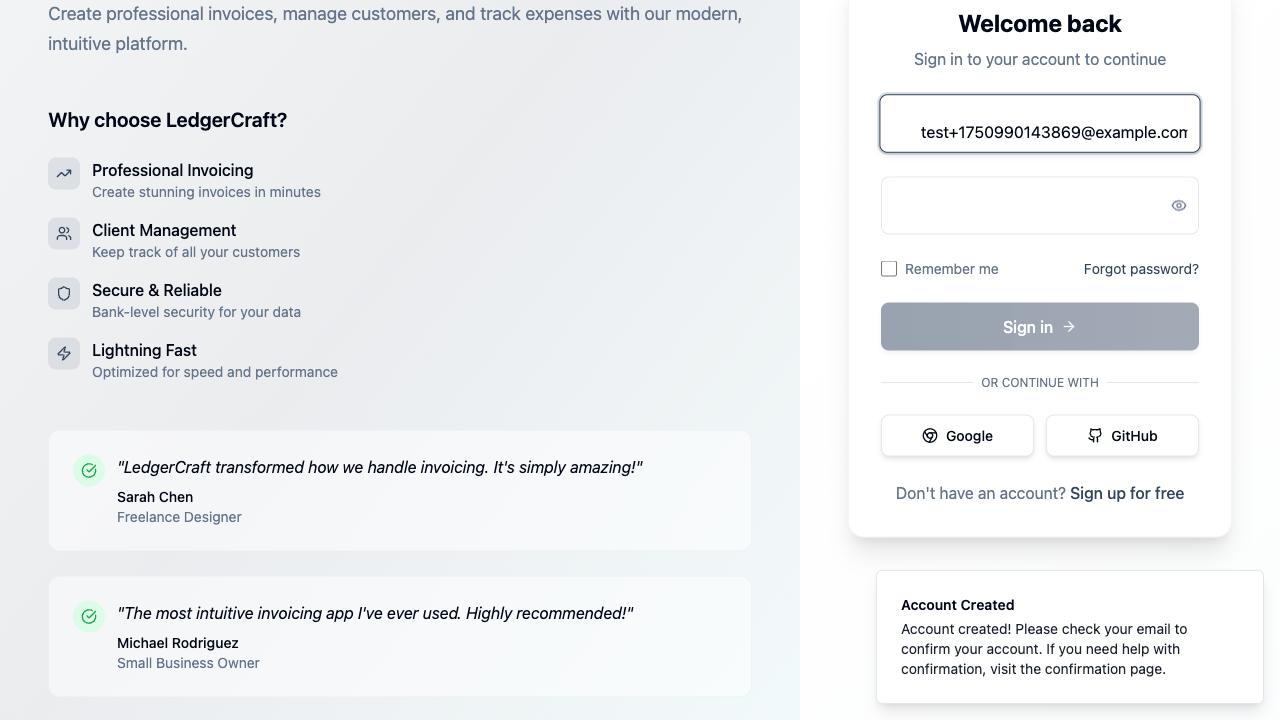 Create professional invoices, manage customers, and track expenses with our modern,
intuitive platform.
Why choose LedgerCraft?
Professional Invoicing
Create stunning invoices in minutes
Client Management
Keep track of all your customers
Secure & Reliable
Bank-level security for your data
Lightning Fast
Optimized for speed and performance
"LedgerCraft transformed how we handle invoicing. It's simply amazing!"
Sarah Chen
Freelance Designer
"The most intuitive invoicing app I've ever used. Highly recommended!"
Michael Rodriguez
Small Business Owner
Welcome back
Sign in to your account to continue
test+1750990143869@example.com
Remember me
Forgot password?
Sign in
OR CONTINUE WITH
Google
GitHub
Don't have an account? Sign up for free
Account Created
Account created! Please check your email to
confirm your account. If you need help with
confirmation, visit the confirmation page.